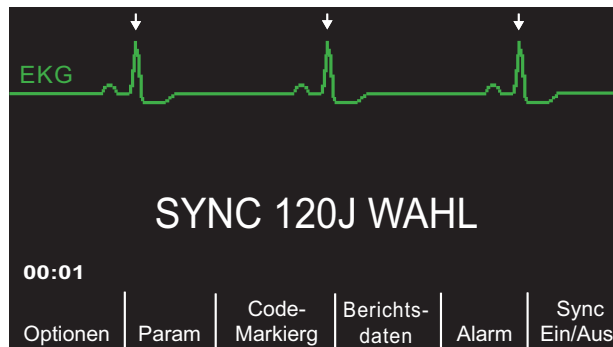 EKG
SYNC 120J WAHL
00:01
Optionen
Param
Code-
Markierg
Berichts-
daten
Alarm
Sync
Ein/Aus